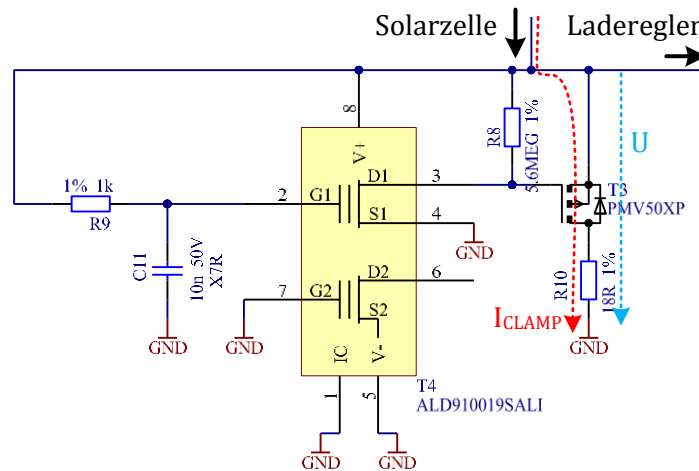 Solarzelle
Laderegler
8
V+
R8
5.6MEG 1%
U
D1
3
G1
2
S1
4
GND
T3
PMV50XP
1% 1k
R9
C11
10n 50V
X7R
GND
D2
6
G2
7
S2
GND
R10
18R 1%
I CLAMP
GND
IC
V-
1
5
T4
ALD910019SALI
GND
GND